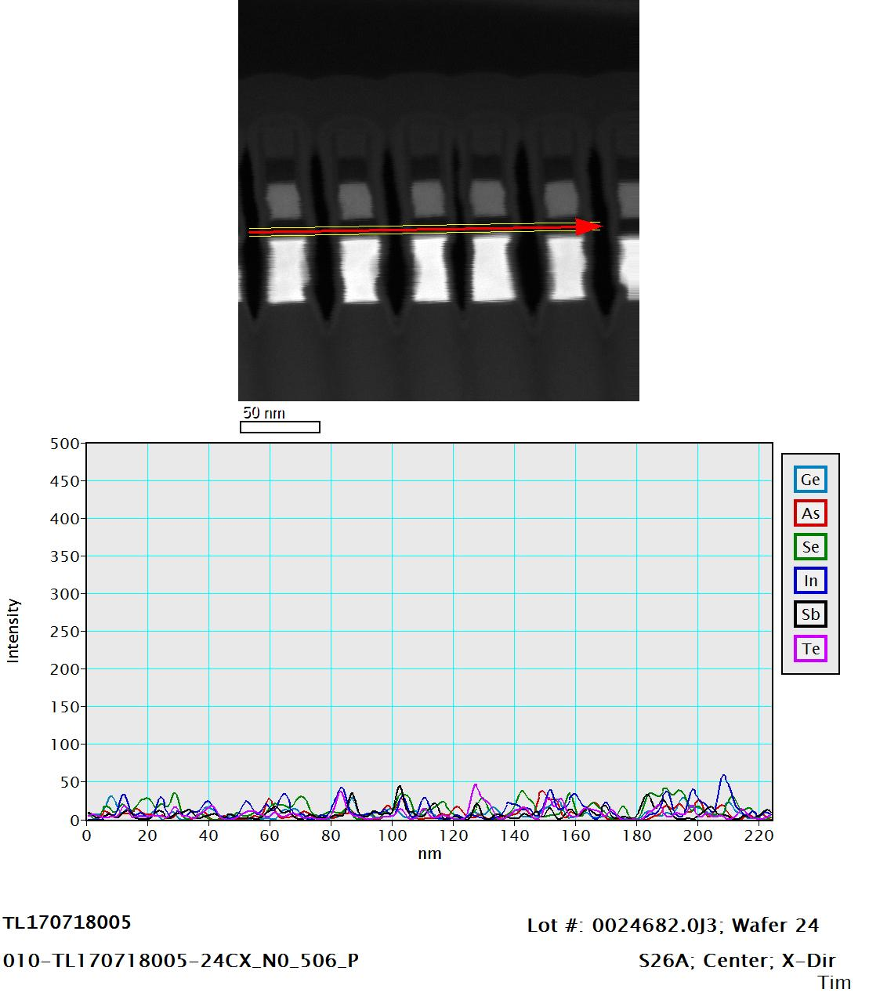 50 nm
500
450
400
350
300
250
200
150
100
50
0
Intensity
0 20 40 60 80 100 120 140 160 180 200 220
nm
Ge
As
Se
In
Sb
Te
TL170718005
Lot #: 0024682.0J3; Wafer 24
010-TL170718005-24CX_N0_506_P
S26A; Center; X-Dir
Tim